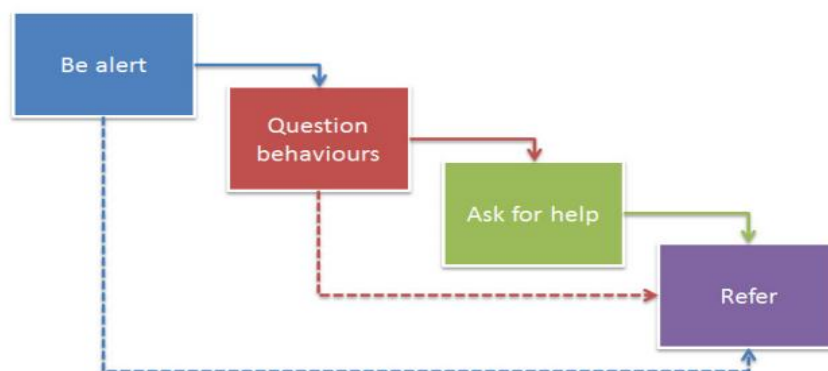 Be alert
Question
behaviours
Ask for help
Refer